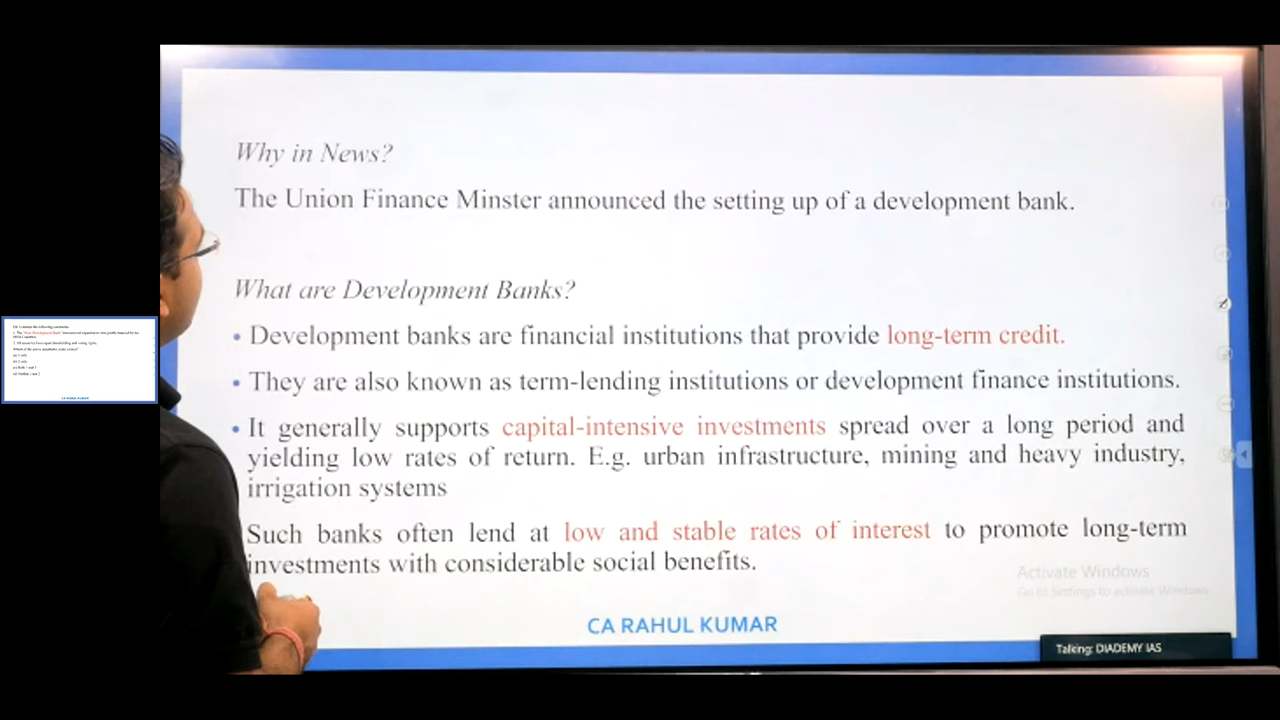 Why in News?
The Union Finance Minster announced the setting up of a development bank.
What are Development Banks?
• Development banks are financial institutions that provide long-term credit.
• They are also known as term-lending institutions or development finance institutions.
• It generally supports capital-intensive investments spread over a long period and
yielding low rates of return. E.g. urban infrastructure, mining and heavy industry,
irrigation systems
Such banks often lend at low and stable rates of interest to promote long-term
investments with considerable social benefits.
Activate Windows
Go to Settings to activate Windows.
CA RAHUL KUMAR
Talking: DIADEMY IAS